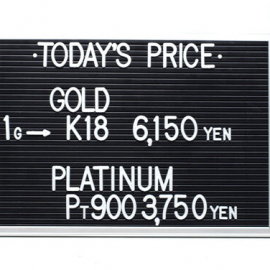 ·TODAY'S PRICE·
GOLD
1G→ K18 6,150 YEN
PLATINUM
PT900 3,750 YEN